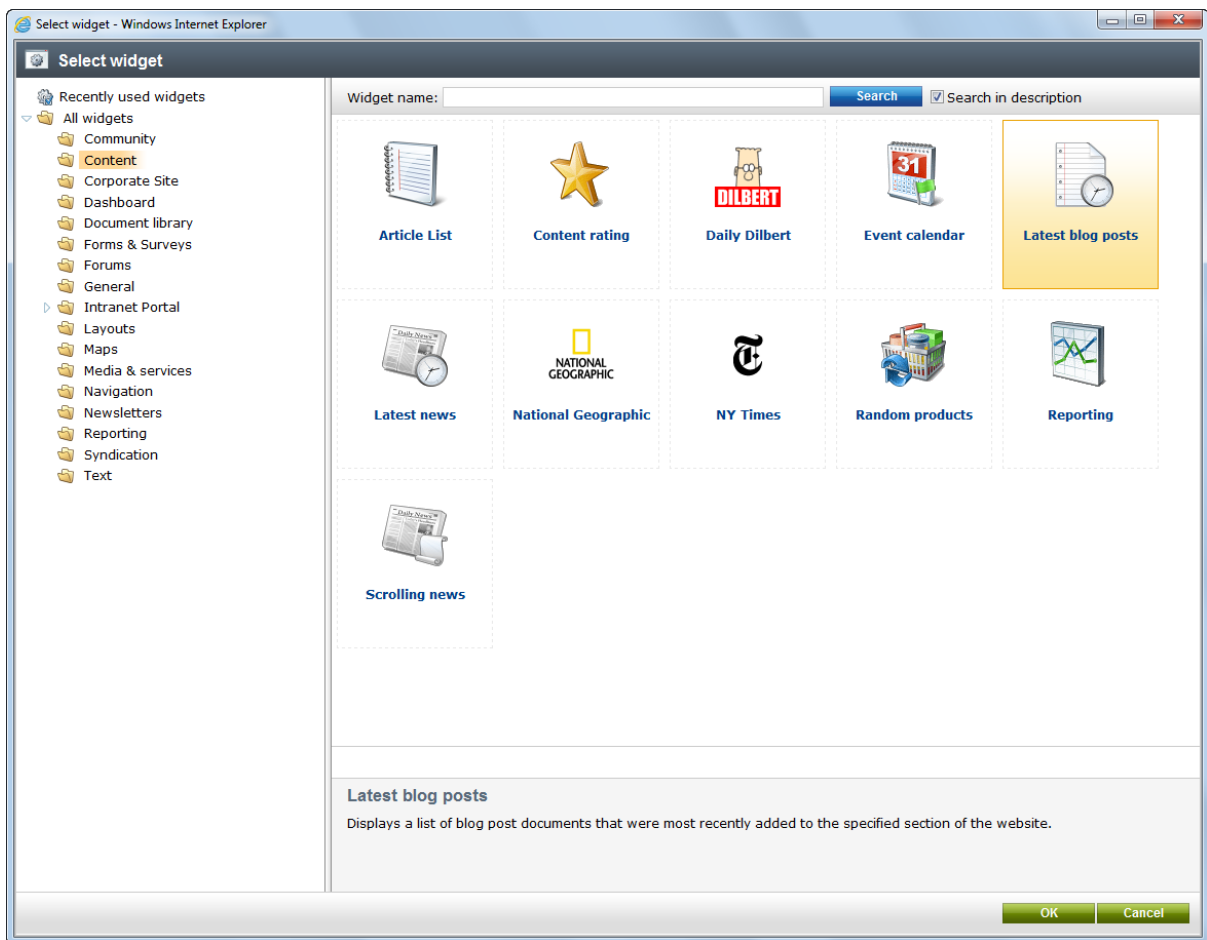 Select widget - Windows Internet Explorer
Select widget
Recently used widgets
All widgets
Community
Content
Corporate Site
Dashboard
Document library
Forms & Surveys
Forums
General
Intranet Portal
Layouts
Maps
Media & services
Navigation
Newsletters
Reporting
Syndication
Text
Widget name: Search Search in description
31
DILBERT
Article List Content rating Daily Dilbert Event calendar Latest blog posts
Daily News
NATIONAL
GEOGRAPHIC
T
Latest news National Geographic NY Times Random products Reporting
Daily News
Scrolling news
Latest blog posts
Displays a list of blog post documents that were most recently added to the specified section of the website.
OK Cancel